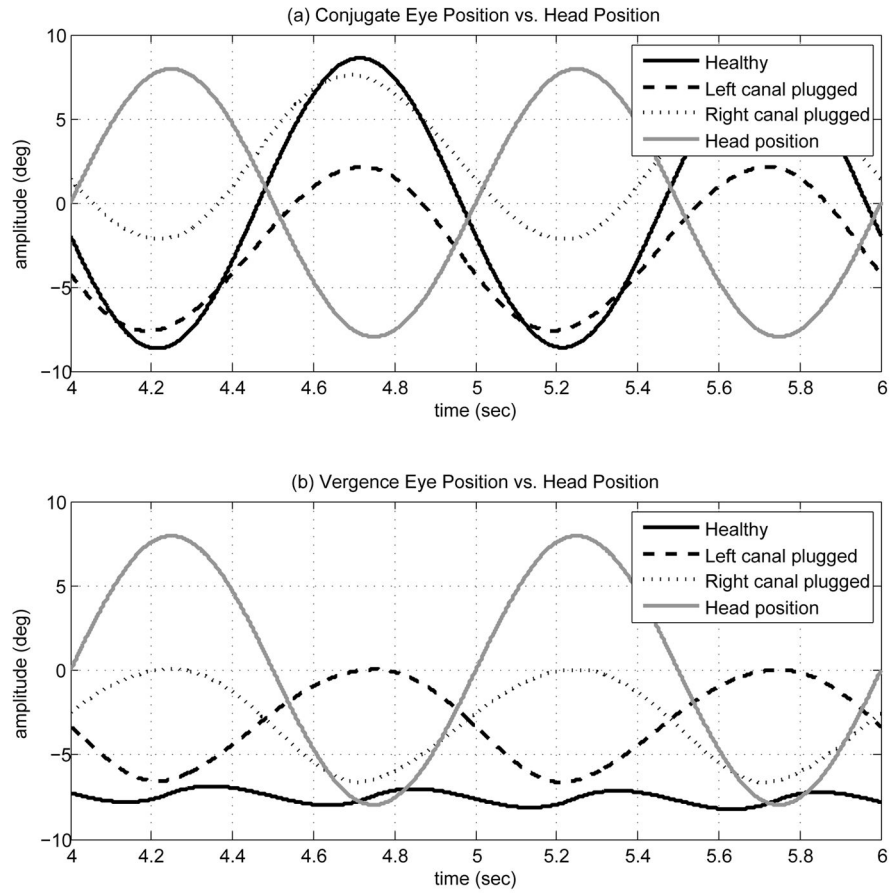 (a) Conjugate Eye Position vs. Head Position
10
5
0
−5
−10
amplitude (deg)
Healthy
Left canal plugged
Right canal plugged
Head position
4 4.2 4.4 4.6 4.8 5 5.2 5.4 5.6 5.8 6
time (sec)
(b) Vergence Eye Position vs. Head Position
10
5
0
−5
−10
amplitude (deg)
Healthy
Left canal plugged
Right canal plugged
Head position
4 4.2 4.4 4.6 4.8 5 5.2 5.4 5.6 5.8 6
time (sec)